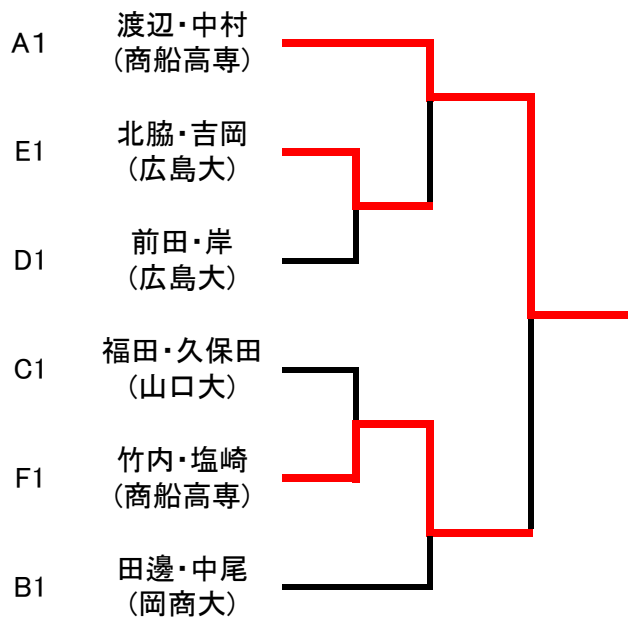 A1
渡辺・中村
(商船高専)
E1
北脇・吉岡
(広島大)
D1
前田・岸
(広島大)
C1
福田・久保田
(山口大)
F1
竹内・塩崎
(商船高専)
B1
田邊・中尾
(岡商大)